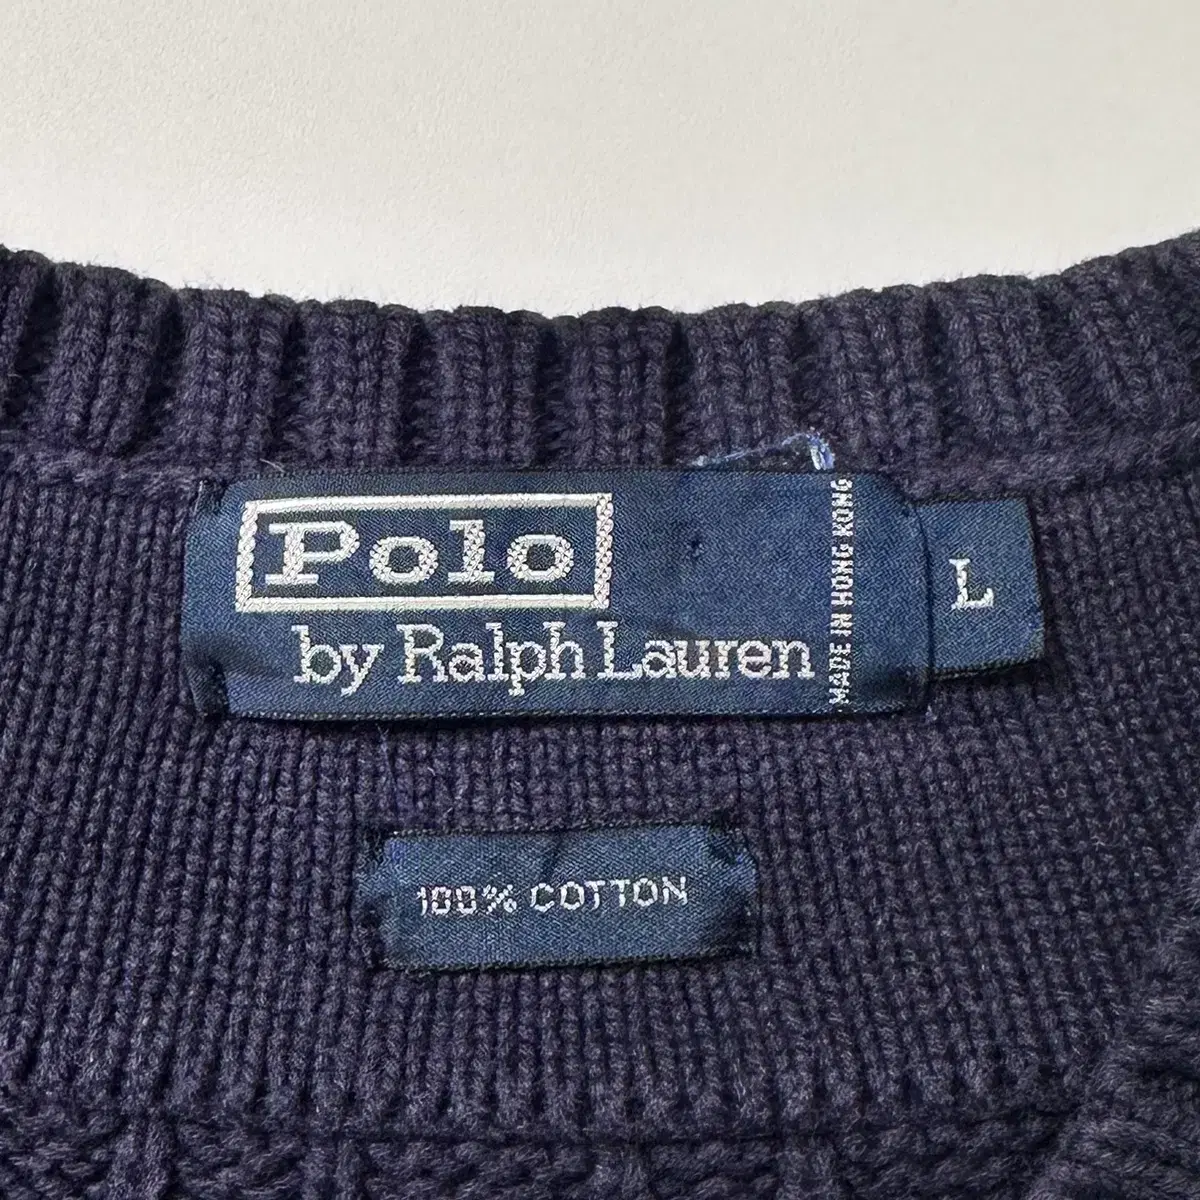 Polo
by Ralph Lauren
MADE IN HONG KONG
L
100% COTTON